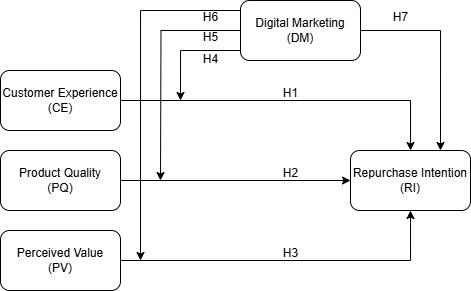 H6
H5
H4
Digital Marketing
(DM)
H7
Customer Experience
(CE)
H1
Product Quality
(PQ)
H2
Repurchase Intention
(RI)
Perceived Value
(PV)
H3